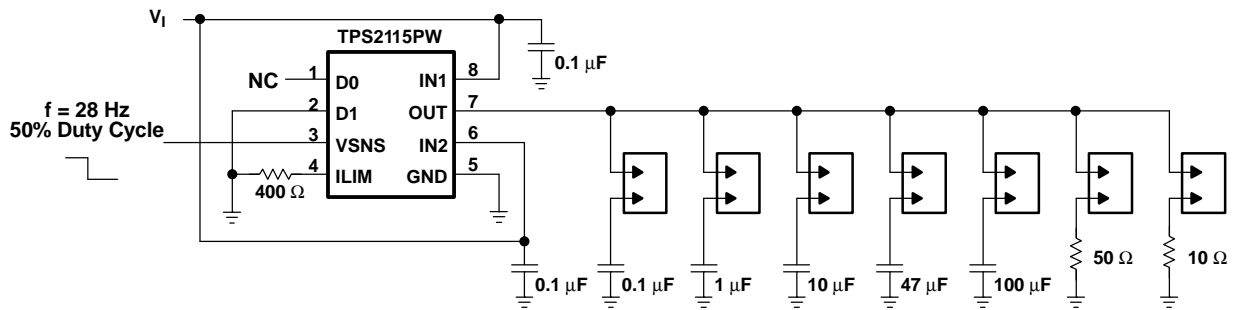 VI
TPS2115PW
0.1 µF
NC
1
D0
IN1
8
f = 28 Hz
50% Duty Cycle
2
D1
OUT
7
3
VSNS
IN2
6
4
ILIM
GND
5
400 Ω
0.1 µF
0.1 µF
1 µF
10 µF
47 µF
100 µF
50 Ω
10 Ω